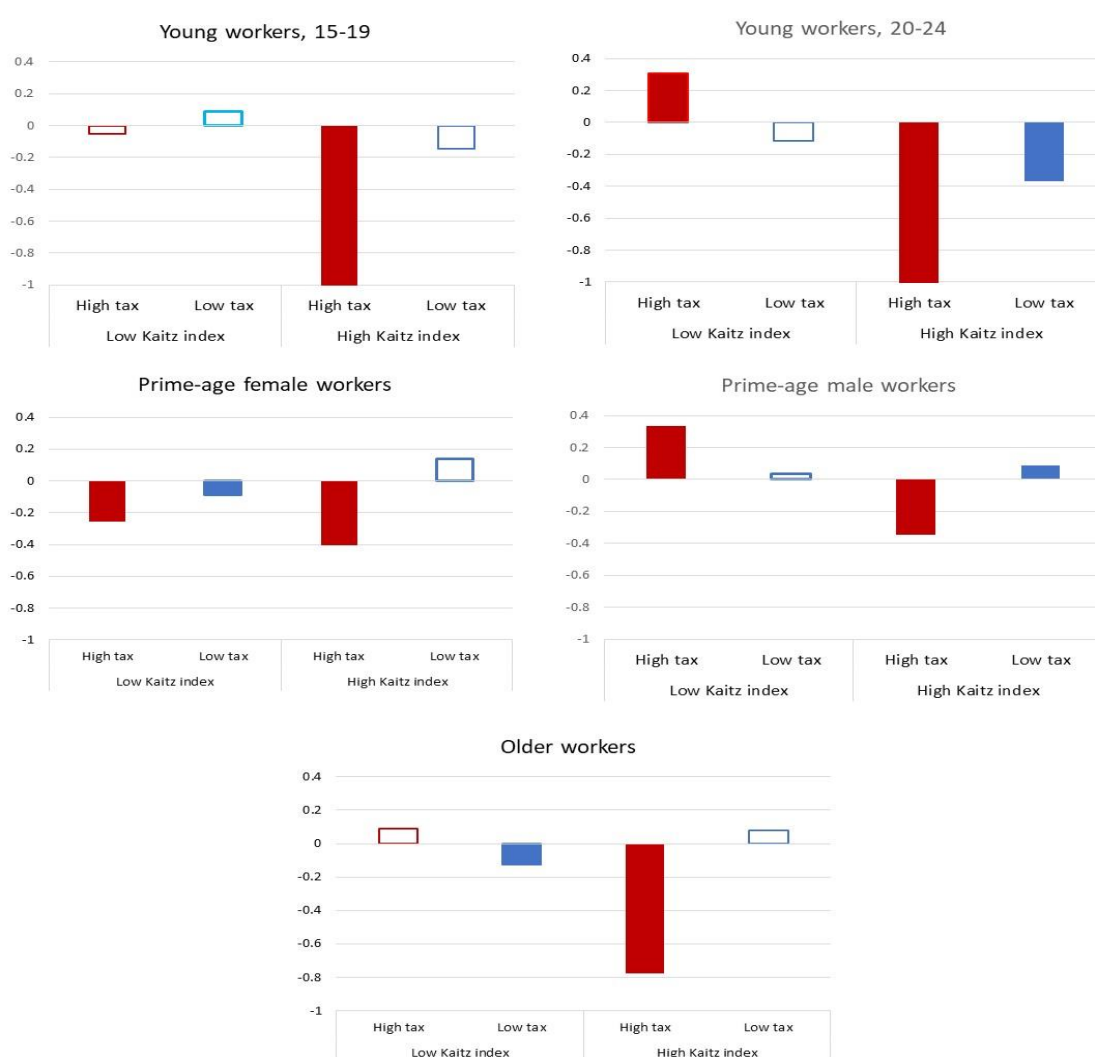 Young workers, 15-19
0.4
0.2
0
-0.2
-0.4
-0.6
-0.8
-1
High tax Low tax High tax Low tax
Low Kaitz index High Kaitz index
Young workers, 20-24
0.4
0.2
0
-0.2
-0.4
-0.6
-0.8
-1
High tax Low tax High tax Low tax
Low Kaitz index High Kaitz index
Prime-age female workers
0.4
0.2
0
-0.2
-0.4
-0.6
-0.8
-1
High tax Low tax High tax Low tax
Low Kaitz index High Kaitz index
Prime-age male workers
0.4
0.2
0
-0.2
-0.4
-0.6
-0.8
-1
High tax Low tax High tax Low tax
Low Kaitz index High Kaitz index
Older workers
0.4
0.2
0
-0.2
-0.4
-0.6
-0.8
-1
High tax Low tax High tax Low tax
Low Kaitz index High Kaitz index